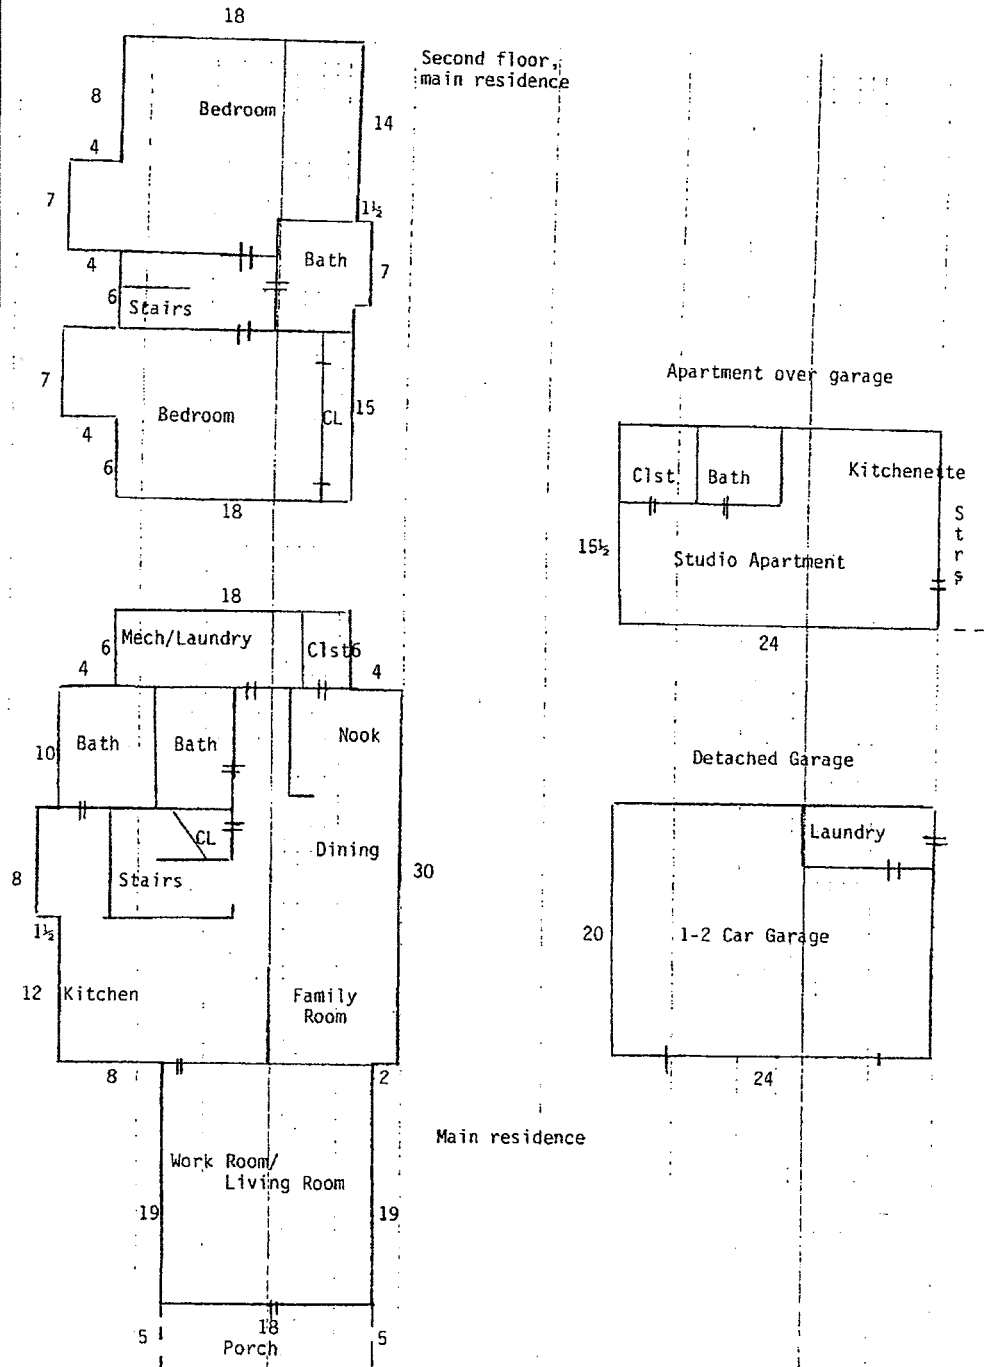 18
Second floor,
main residence
8
Bedroom
14
4
7
1½
4
Bath
7
6
Stairs
7
Bedroom
CL
15
4
6
18
Apartment over garage
Clst
Bath
Kitchenette
Strs
15½
Studio Apartment
24
18
6
Mech/Laundry
Clst
6
4
4
Nook
10
Bath
Bath
Detached Garage
CL
Dining
Laundry
8
Stairs
30
1½
20
1-2 Car Garage
12
Kitchen
Family
Room
8
2
24
Main residence
Work Room/
Living Room
19
19
18
5
Porch
5